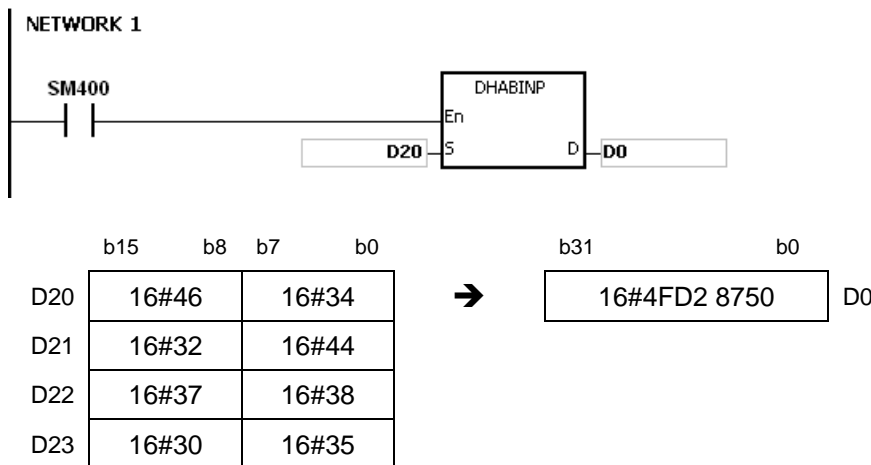 NETWORK 1
SM400
DHABINP
En
D20 S D D0
b15 b8 b7 b0 b31 b0
D20 16#46 16#34 ➔ 16#4FD2 8750 D0
D21 16#32 16#44
D22 16#37 16#38
D23 16#30 16#35